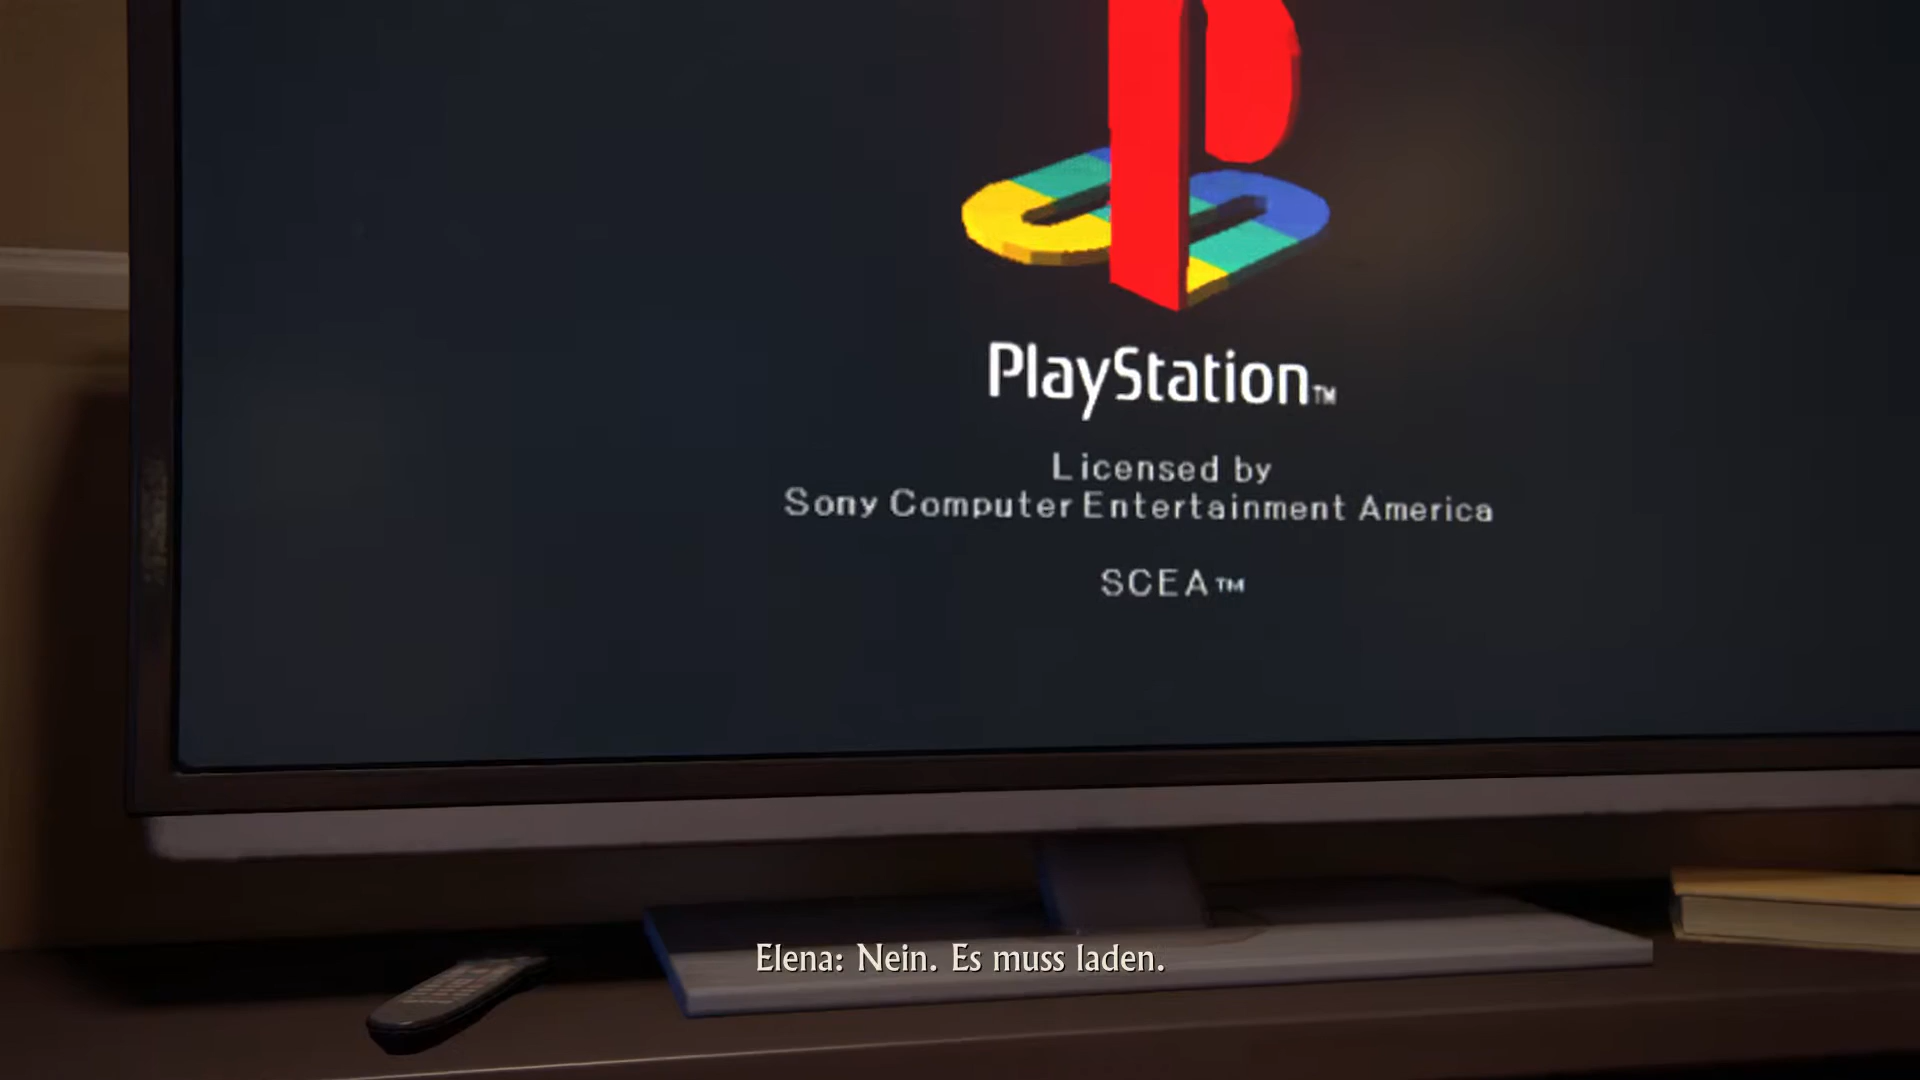 PlayStation™
Licensed by
Sony Computer Entertainment America
SCEA™
Elena: Nein. Es muss laden.